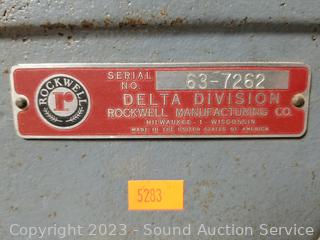 SERIAL
NO. 63-7262
ROCKWELL
r
DELTA DIVISION
ROCKWELL MANUFACTURING CO.
MILWAUKEE - 1 - WISCONSIN
MADE IN THE UNITED STATES OF AMERICA
5283
Copyright 2023 - Sound Auction Service